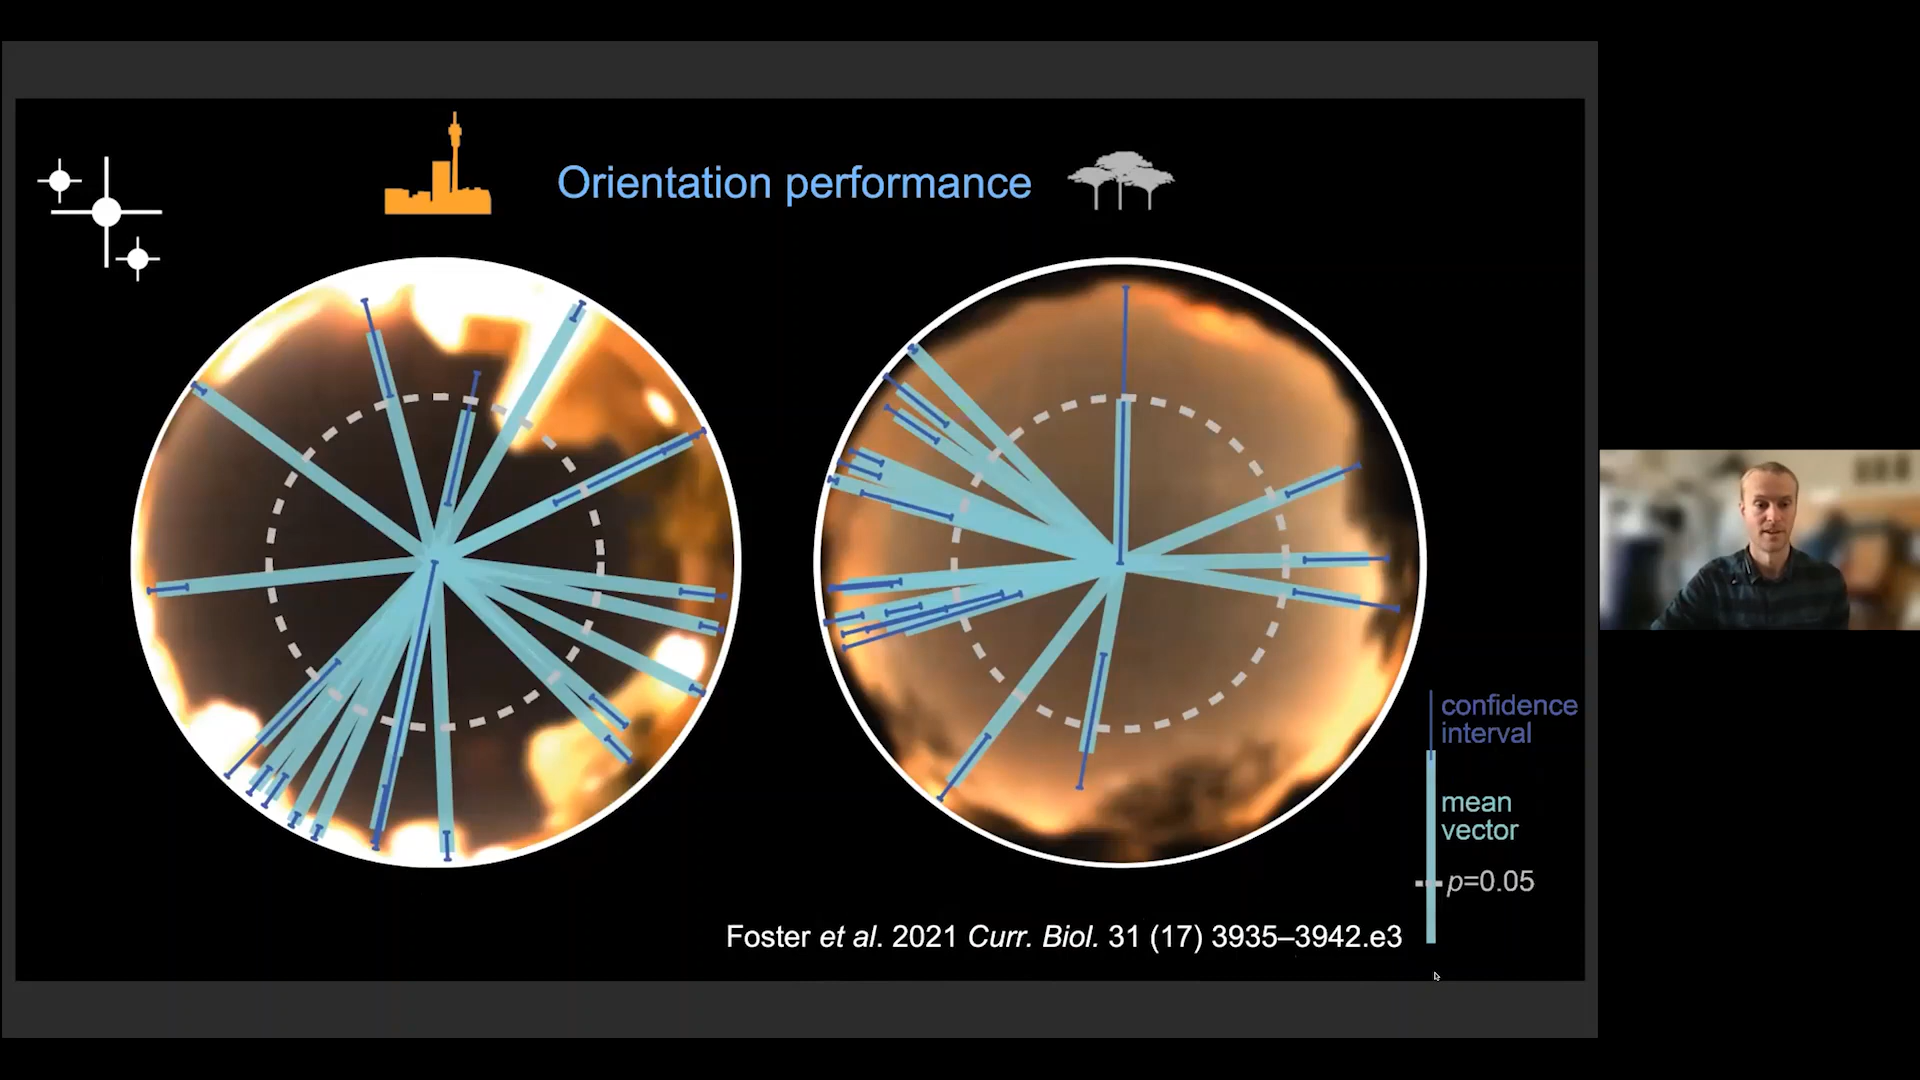 Orientation performance
confidence
interval
mean
vector
p=0.05
Foster et al. 2021 Curr. Biol. 31 (17) 3935–3942.e3